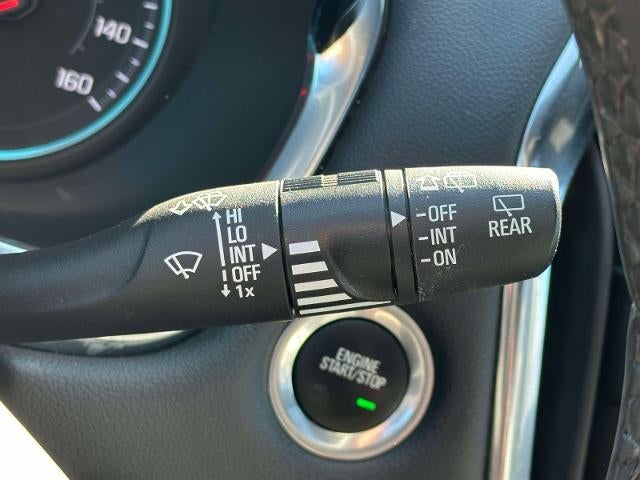 140
160
HI
LO
INT
OFF
1x
-OFF
-INT
-ON
REAR
ENGINE
START/STOP